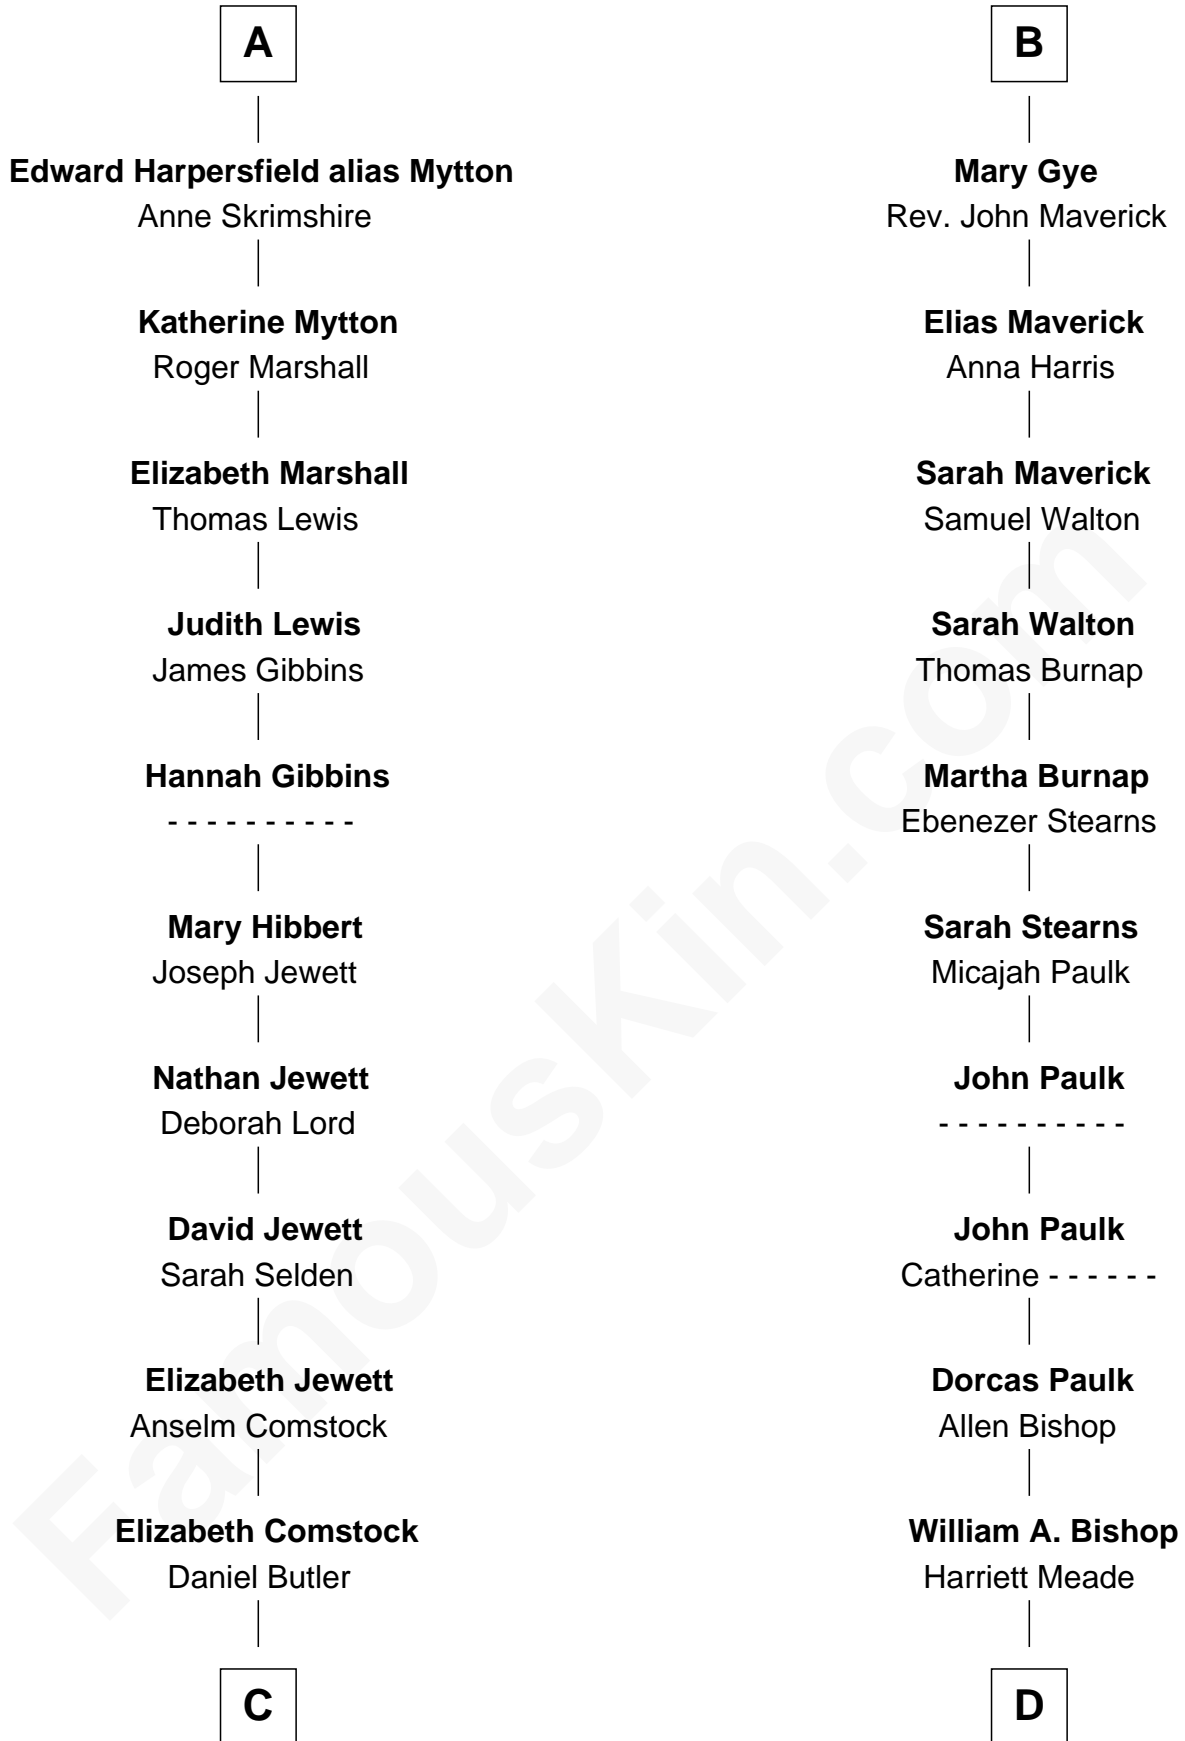 A
Edward Harpersfield alias Mytton
Anne Skrimshire
Katherine Mytton
Roger Marshall
Elizabeth Marshall
Thomas Lewis
Judith Lewis
James Gibbins
Hannah Gibbins
- - - - - - - - - -
Mary Hibbert
Joseph Jewett
Nathan Jewett
Deborah Lord
David Jewett
Sarah Selden
Elizabeth Jewett
Anselm Comstock
Elizabeth Comstock
Daniel Butler
C
B
Mary Gye
Rev. John Maverick
Elias Maverick
Anna Harris
Sarah Maverick
Samuel Walton
Sarah Walton
Thomas Burnap
Martha Burnap
Ebenezer Stearns
Sarah Stearns
Micajah Paulk
John Paulk
- - - - - - - - - -
John Paulk
Catherine - - - - - -
Dorcas Paulk
Allen Bishop
William A. Bishop
Harriett Meade
D
FamousKin.com